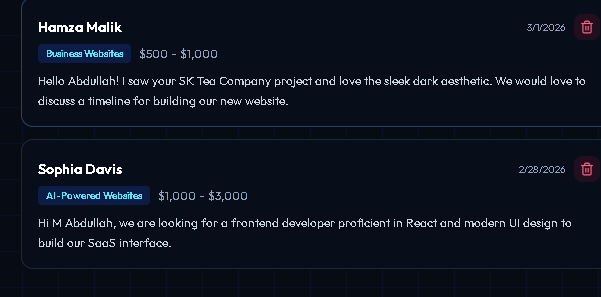 Hamza Malik
3/1/2026
Business Websites
$500 - $1,000
Hello Abdullah! I saw your SK Tea Company project and love the sleek dark aesthetic. We would love to
discuss a timeline for building our new website.
Sophia Davis
2/28/2026
AI-Powered Websites
$1,000 - $3,000
Hi M Abdullah, we are looking for a frontend developer proficient in React and modern UI design to
build our SaaS interface.